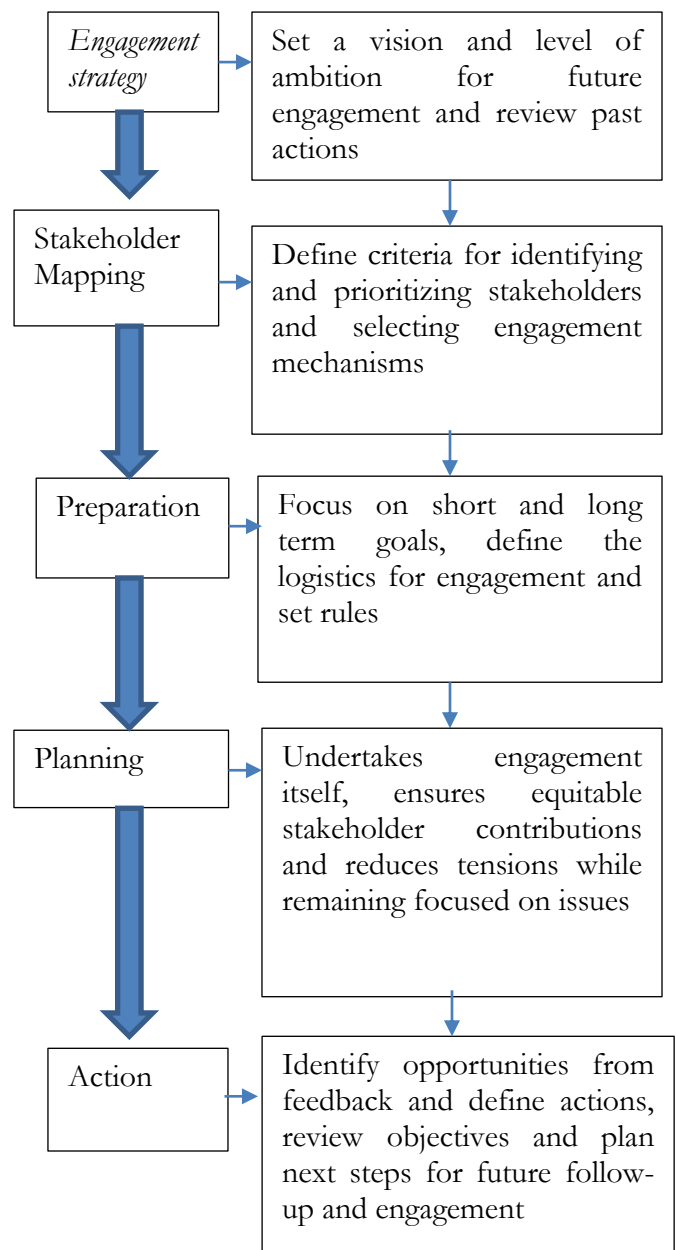 Engagement
strategy
Set a vision and level of
ambition for future
engagement and review past
actions
Stakeholder
Mapping
Define criteria for identifying
and prioritizing stakeholders
and selecting engagement
mechanisms
Preparation
Focus on short and long
term goals, define the
logistics for engagement and
set rules
Planning
Undertakes engagement
itself, ensures equitable
stakeholder contributions
and reduces tensions while
remaining focused on issues
Action
Identify opportunities from
feedback and define actions,
review objectives and plan
next steps for future follow-
up and engagement